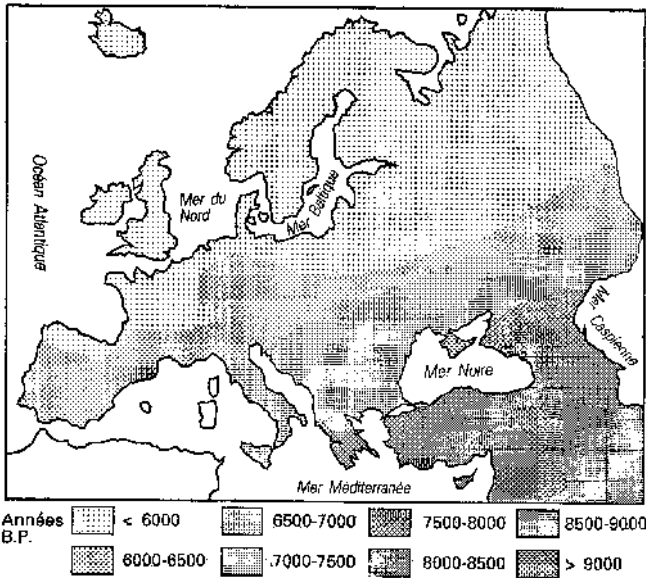 Océan Atlantique
Mer du
Nord
Mer Baltique
Mer Caspienne
Mer Noire
Mer Méditerranée
Années
B.P.
< 6000
6500-7000
7500-8000
8500-9000
6000-6500
7000-7500
8000-8500
> 9000